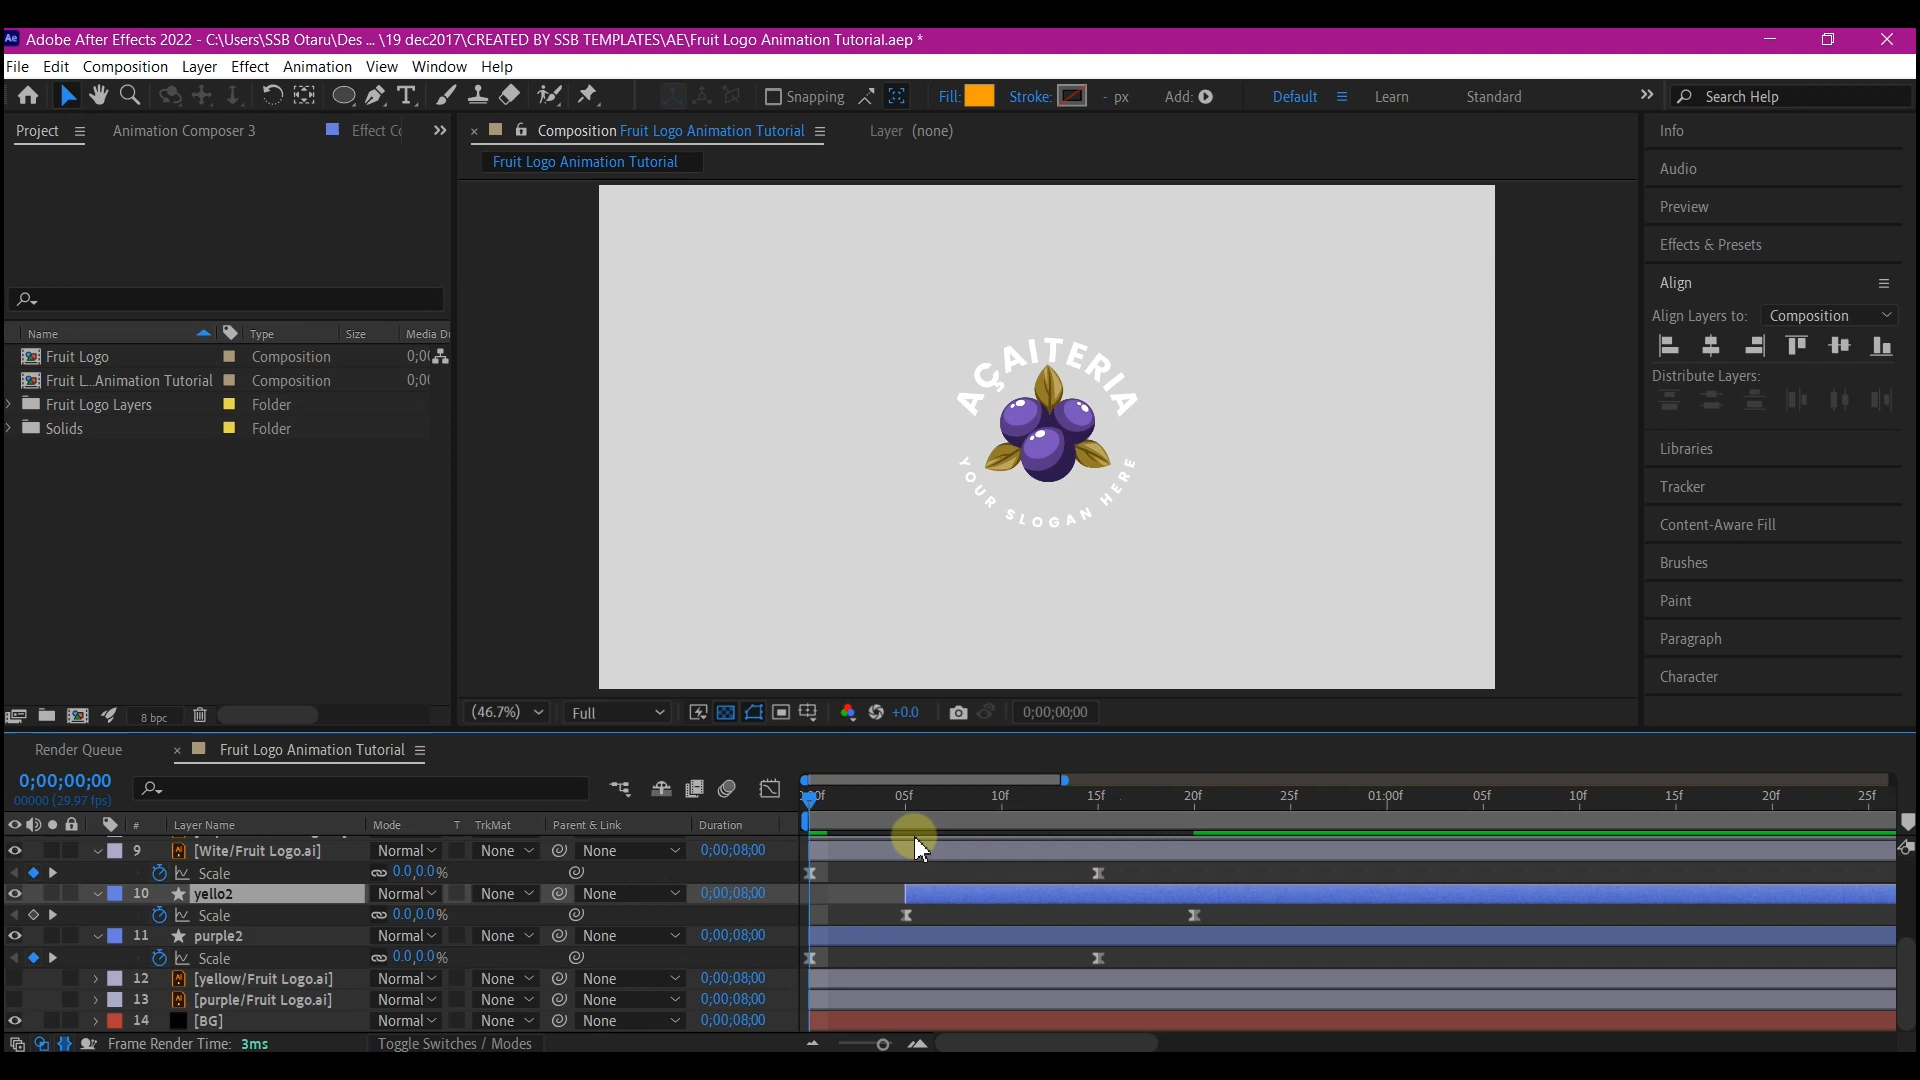 Ae Adobe After Effects 2022 - C:\Users\SSB Otaru\Des ... \19 dec2017\CREATED BY SSB TEMPLATES\AE\Fruit Logo Animation Tutorial.aep *
File Edit Composition Layer Effect Animation View Window Help
Snapping Fill: Stroke: - px Add: Default Learn Standard Search Help
Project Animation Composer 3 Effect Co Composition Fruit Logo Animation Tutorial Layer (none) Info
Fruit Logo Animation Tutorial
Audio
Preview
Effects & Presets
Align
Align Layers to: Composition
Distribute Layers:
Libraries
Tracker
Content-Aware Fill
Brushes
Paint
Paragraph
Character
Name Type Size Media D
Fruit Logo Composition 0;0
Fruit L...Animation Tutorial Composition 0;0
Fruit Logo Layers Folder
Solids Folder
AÇAITERIA
YOUR SLOGAN HERE
8 bpc (46.7%) Full +0.0 0;00;00;00
Render Queue Fruit Logo Animation Tutorial
0;00;00;00
00000 (29.97 fps)
05f 10f 15f 20f 25f 01:00f 05f 10f 15f 20f 25f
# Layer Name Mode T TrkMat Parent & Link Duration
9 [Wite/Fruit Logo.ai] Normal None None 0;00;08;00
Scale 0.0,0.0%
10 yello2 Normal None None 0;00;08;00
Scale 0.0,0.0%
11 purple2 Normal None None 0;00;08;00
Scale 0.0,0.0%
12 [yellow/Fruit Logo.ai] Normal None None 0;00;08;00
13 [purple/Fruit Logo.ai] Normal None None 0;00;08;00
14 [BG] Normal None None 0;00;08;00
Frame Render Time: 3ms Toggle Switches / Modes